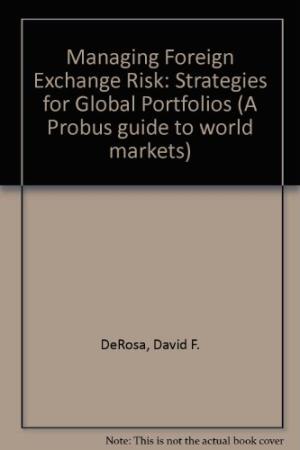 Managing Foreign
Exchange Risk: Strategies
for Global Portfolios (A
Probus guide to world
markets)
DeRosa, David F.
Note: This is not the actual book cover